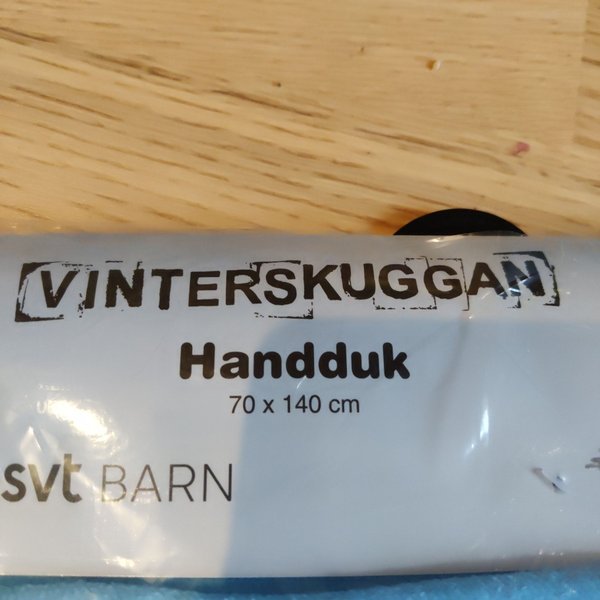 VINTERSKUGGAN
Handduk
70 x 140 cm
svt BARN